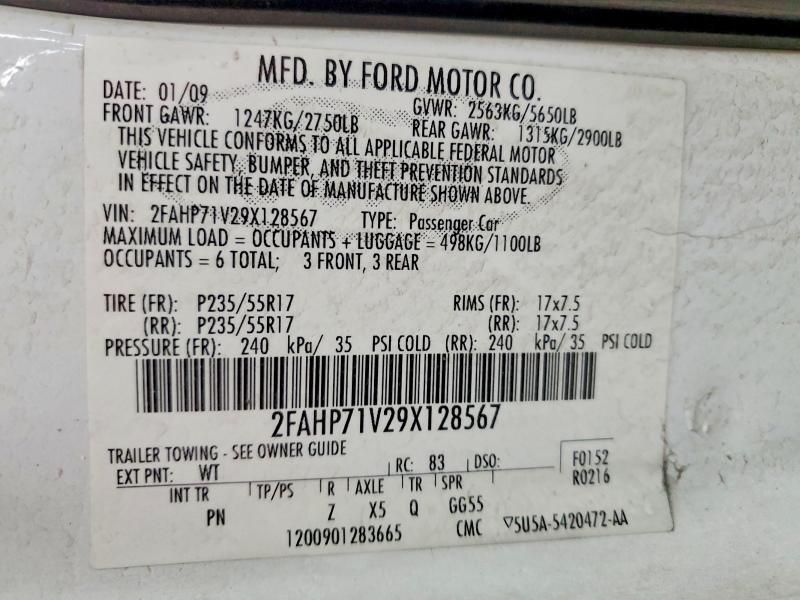 MFD. BY FORD MOTOR CO.
DATE: 01/09 GVWR: 2563KG/5650LB
FRONT GAWR: 1247KG/2750LB REAR GAWR: 1315KG/2900LB
THIS VEHICLE CONFORMS TO ALL APPLICABLE FEDERAL MOTOR
VEHICLE SAFETY, BUMPER, AND THEFT PREVENTION STANDARDS
IN EFFECT ON THE DATE OF MANUFACTURE SHOWN ABOVE.
VIN: 2FAHP71V29X128567 TYPE: Passenger Car
MAXIMUM LOAD = OCCUPANTS + LUGGAGE = 498KG/1100LB
OCCUPANTS = 6 TOTAL; 3 FRONT, 3 REAR
TIRE (FR): P235/55R17 RIMS (FR): 17x7.5
(RR): P235/55R17 (RR): 17x7.5
PRESSURE (FR): 240 kPa/ 35 PSI COLD (RR): 240 kPa/ 35 PSI COLD
2FAHP71V29X128567
TRAILER TOWING - SEE OWNER GUIDE
EXT PNT: WT RC: 83 DSO: F0152
R0216
INT TR TP/PS R AXLE TR SPR
PN Z X5 Q GG55
1200901283665 CMC ▽5U5A-5420472-AA